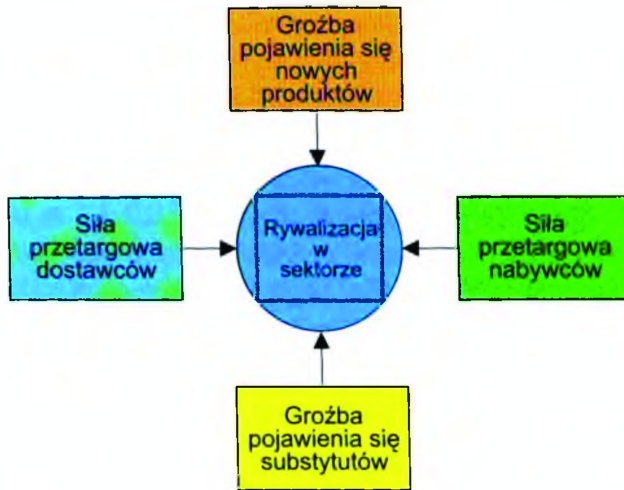 Groźba
pojawienia się
nowych
produktów
Siła
przetargowa
dostawców
Rywalizacja
w
sektorze
Siła
przetargowa
nabywców
Groźba
pojawienia się
substytutów